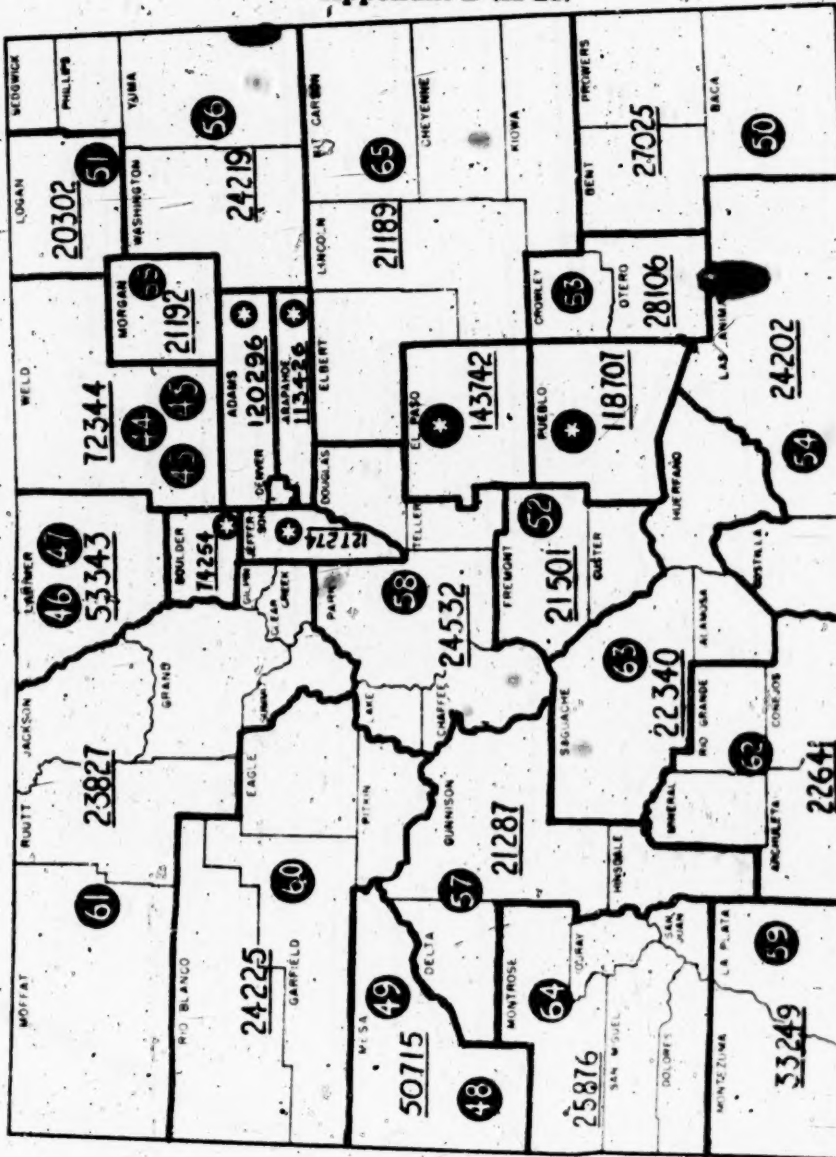 MOFFAT
61
ROUTT
JACKSON
23827
GRAND
LARIMER
46
47
53343
WELD
72344
44
45
LOGAN
20302
51
SEDGWICK
PHILLIPS
YUMA
56
WASHINGTON
24219
MORGAN
21192
RIO BLANCO
24225
60
GARFIELD
EAGLE
BOULDER
*
GILPIN
CLEAR
CREEK
JEFFER
SON
*
127274
ADAMS
*
120296
DENVER
ARAPAHOE
*
113426
MESA
49
50715
48
DELTA
57
PITKIN
LAKE
PARK
58
24532
CHAFFEE
GUNNISON
21287
DOUGLAS
ELBERT
LINCOLN
21189
KIT CARSON
65
CHEYENNE
KIOWA
TELLER
EL PASO
*
143742
FREMONT
52
21501
CUSTER
PUEBLO
*
118707
CROWLEY
53
OTERO
28106
BENT
27025
PROWERS
BACA
50
MONTROSE
64
OURAY
25876
SAN MIGUEL
DOLORES
SAN
JUAN
HINSDALE
SAGUACHE
63
22340
MINERAL
RIO GRANDE
ALAMOSA
62
HUERFANO
LAS ANIMAS
24202
54
COSTILLA
MONTEZUMA
33249
LA PLATA
59
ARCHULETA
CONEJOS
22641